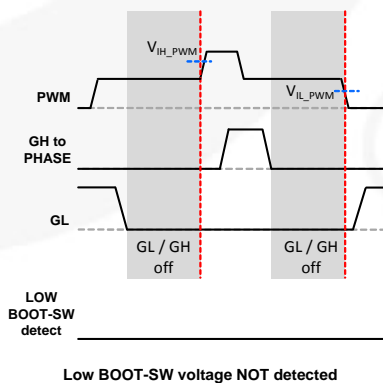 V_IH_PWM
V_IL_PWM
PWM
GH to
PHASE
GL
GL / GH
off
GL / GH
off
LOW
BOOT-SW
detect
Low BOOT-SW voltage NOT detected